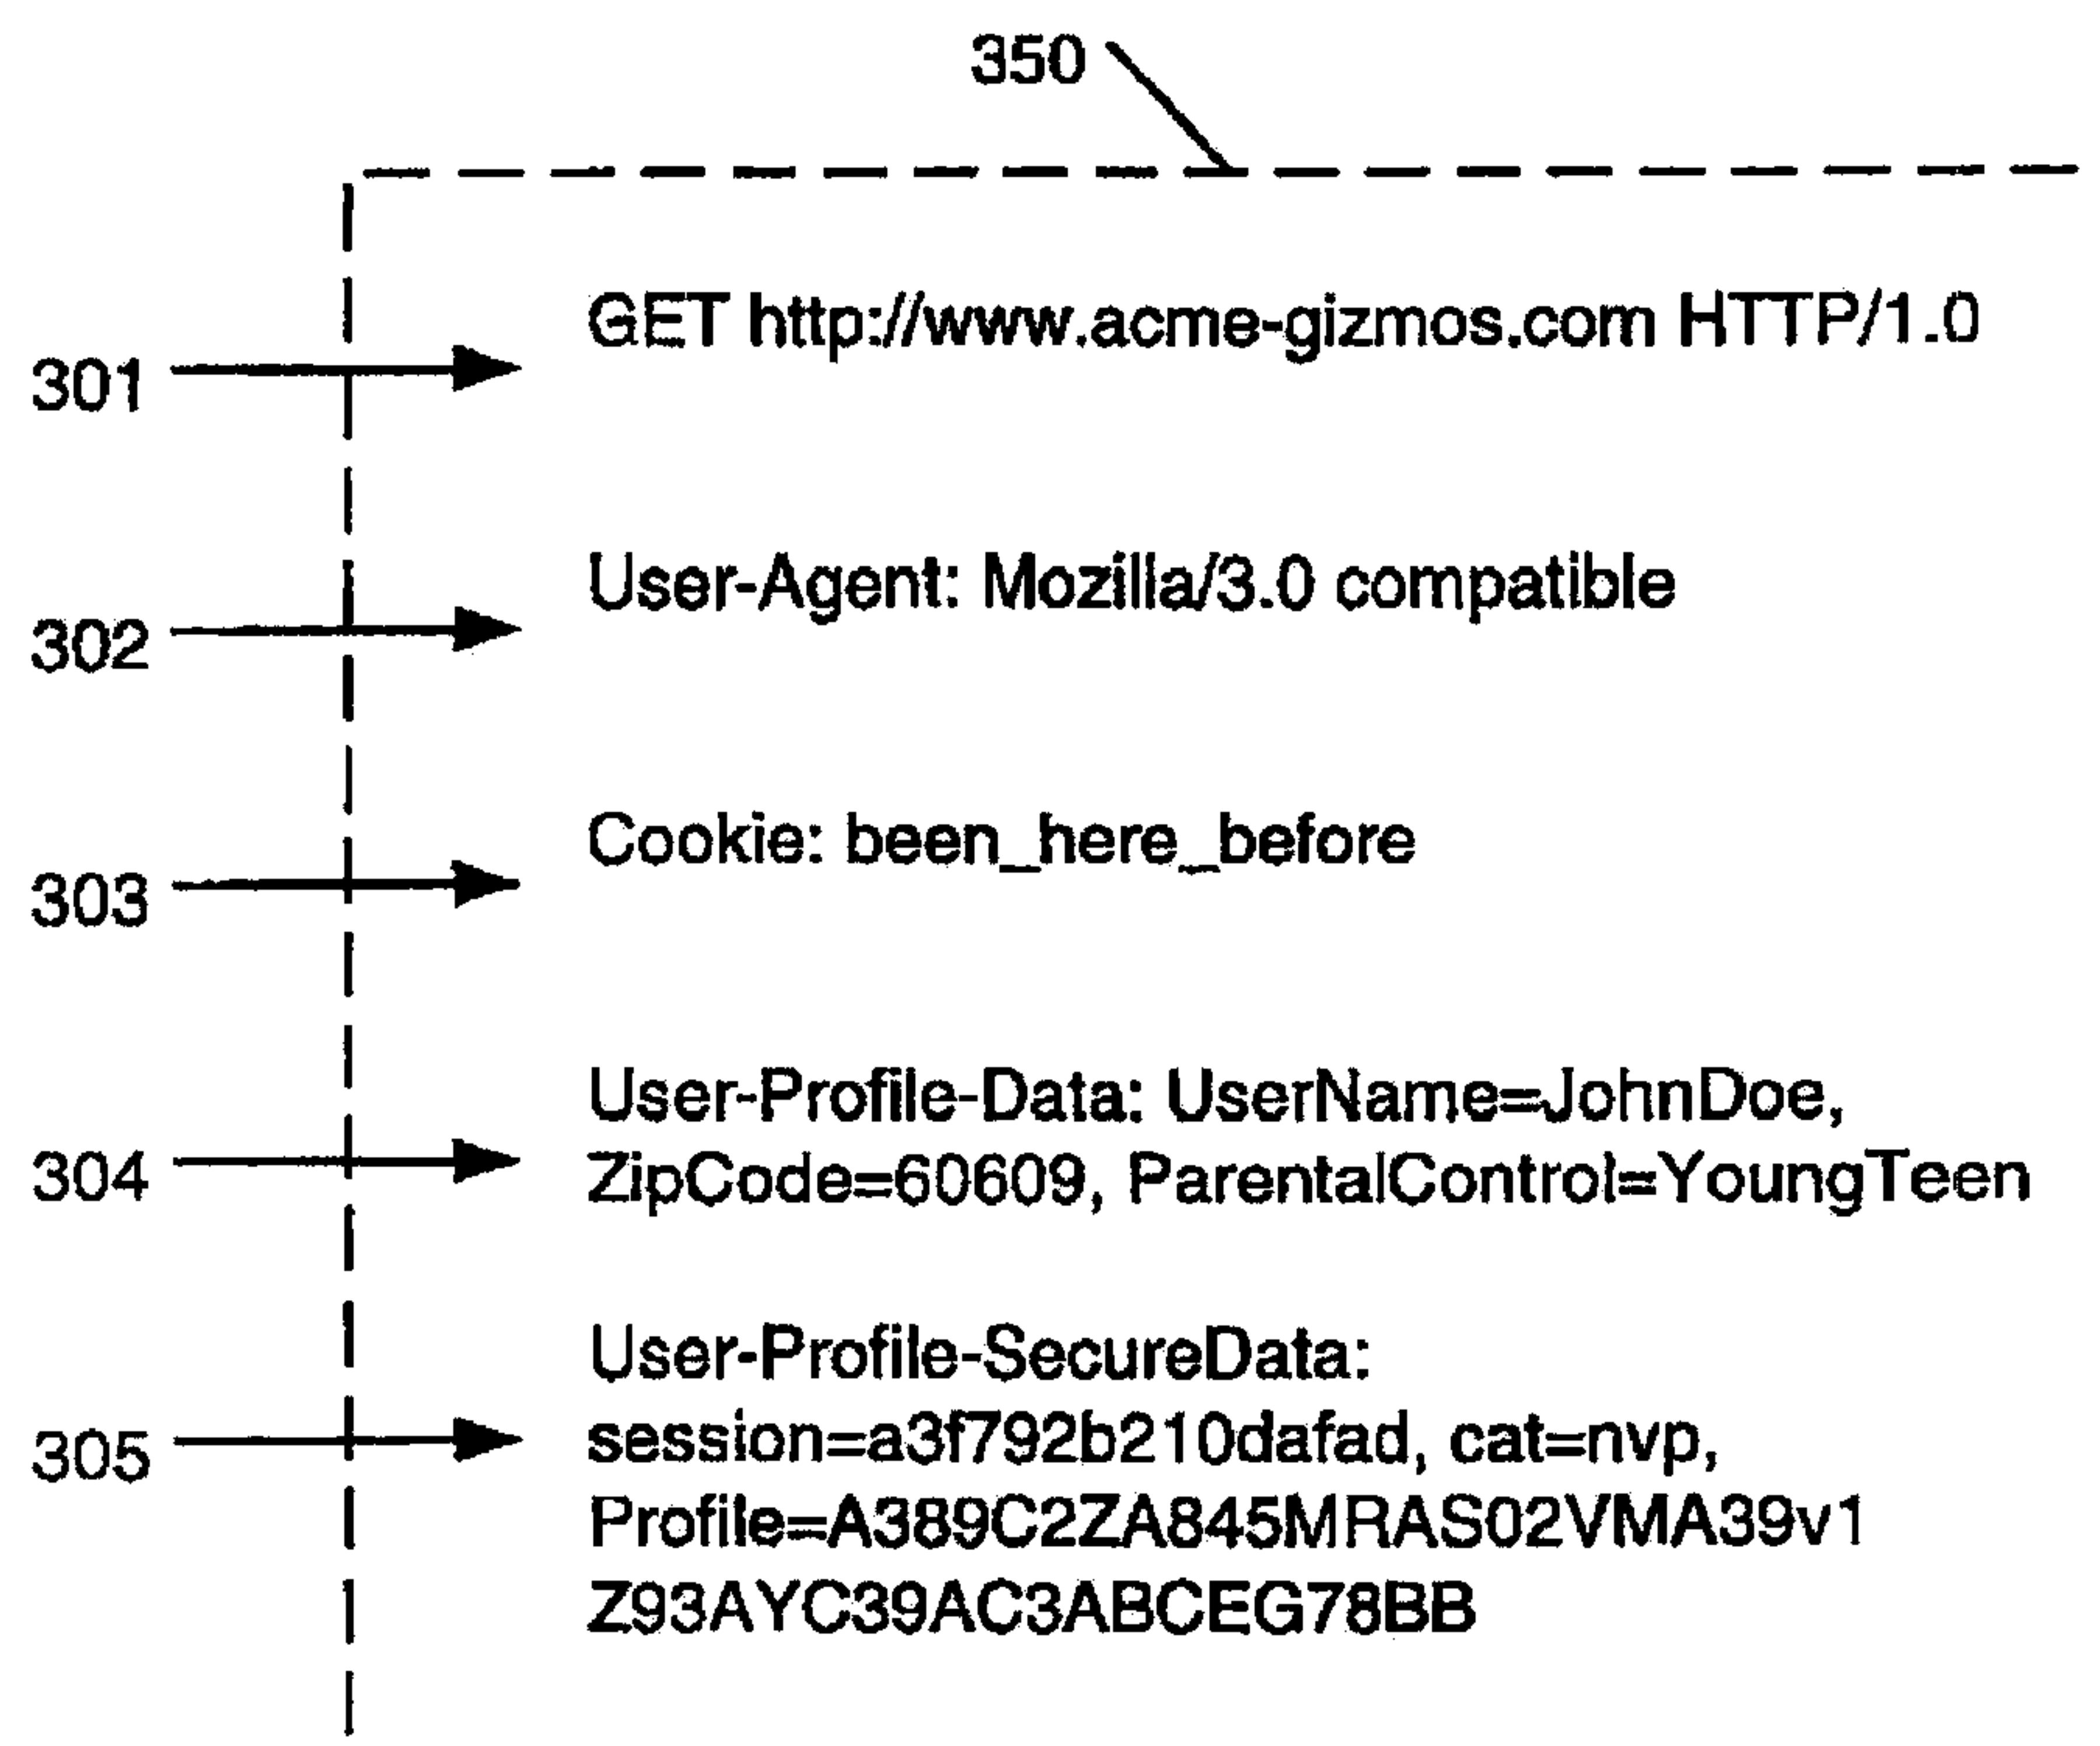 350
301 GET http://www.acme-gizmos.com HTTP/1.0
302 User-Agent: Mozilla/3.0 compatible
303 Cookie: been_here_before
User-Profile-Data: UserName=JohnDoe,
304 ZipCode=60609, ParentalControl=YoungTeen
User-Profile-SecureData:
305 session=a3f792b210dafad, cat=nvp,
Profile=A389C2ZA845MRAS02VMA39v1
Z93AYC39AC3ABCEG78BB